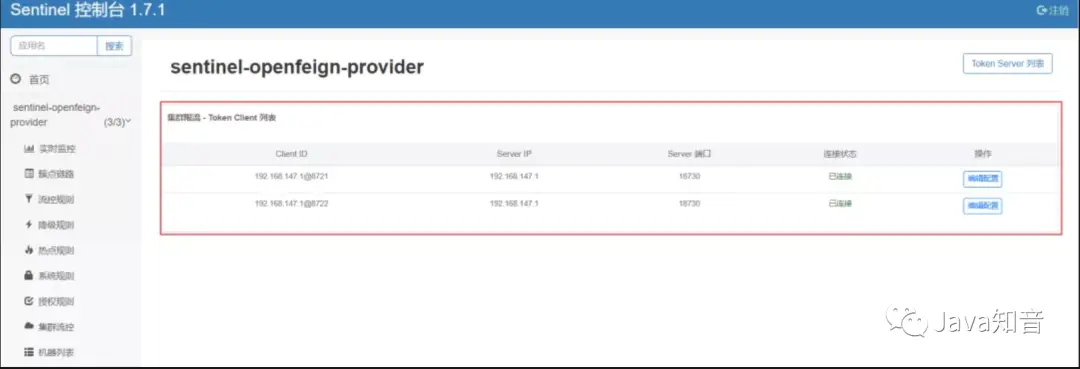 Sentinel 控制台 1.7.1
注销
应用名
搜索
首页
sentinel-openfeign-
provider (3/3)
实时监控
簇点链路
流控规则
降级规则
热点规则
系统规则
授权规则
集群流控
机器列表
sentinel-openfeign-provider
Token Server 列表
集群限流 - Token Client 列表
Client ID Server IP Server 端口 连接状态 操作
192.168.147.1@8721 192.168.147.1 18730 已连接 编辑配置
192.168.147.1@8722 192.168.147.1 18730 已连接 编辑配置
Java知音